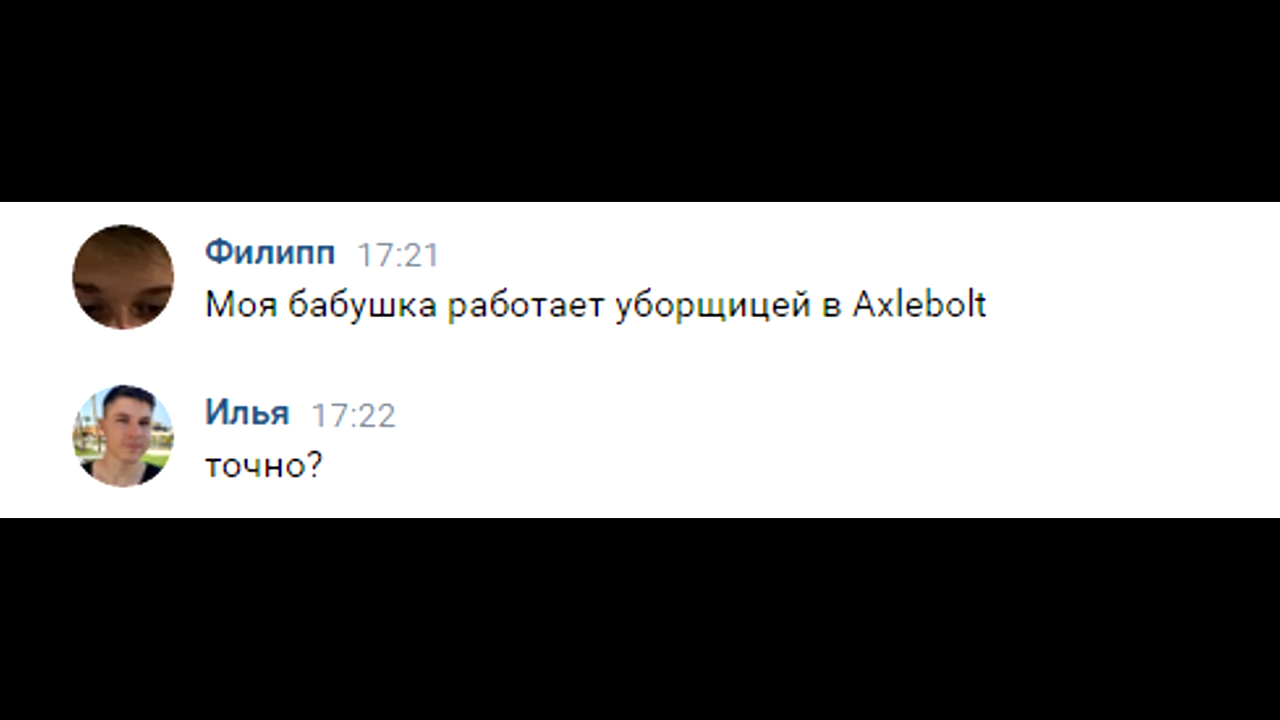 Филипп 17:21
Моя бабушка работает уборщицей в Axlebolt
Илья 17:22
точно?